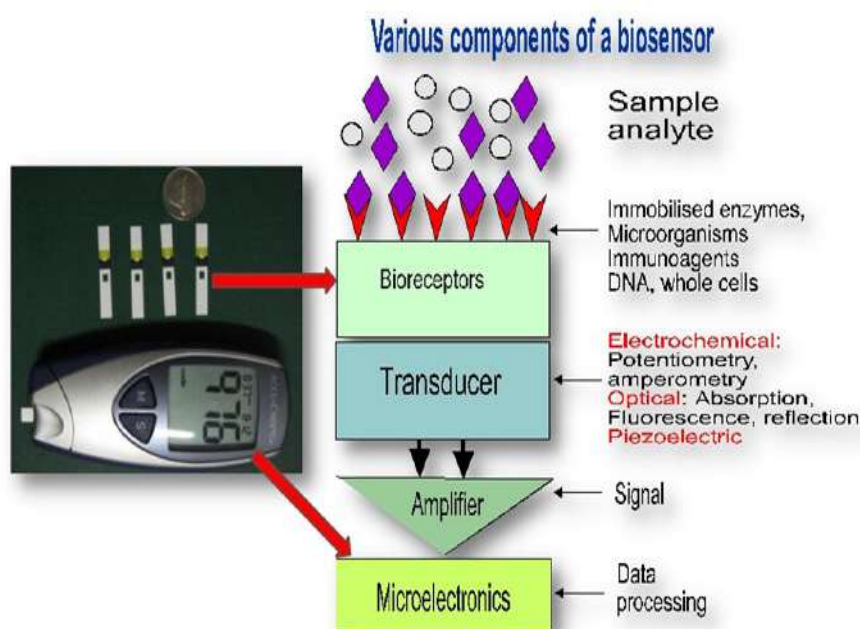 Various components of a biosensor
Sample
analyte
Immobilised enzymes,
Microorganisms
Immunoagents
DNA, whole cells
Bioreceptors
Electrochemical:
Potentiometry,
amperometry
Optical: Absorption,
Fluorescence, reflection
Piezoelectric
Transducer
Amplifier
Signal
Microelectronics
Data
processing
M
S